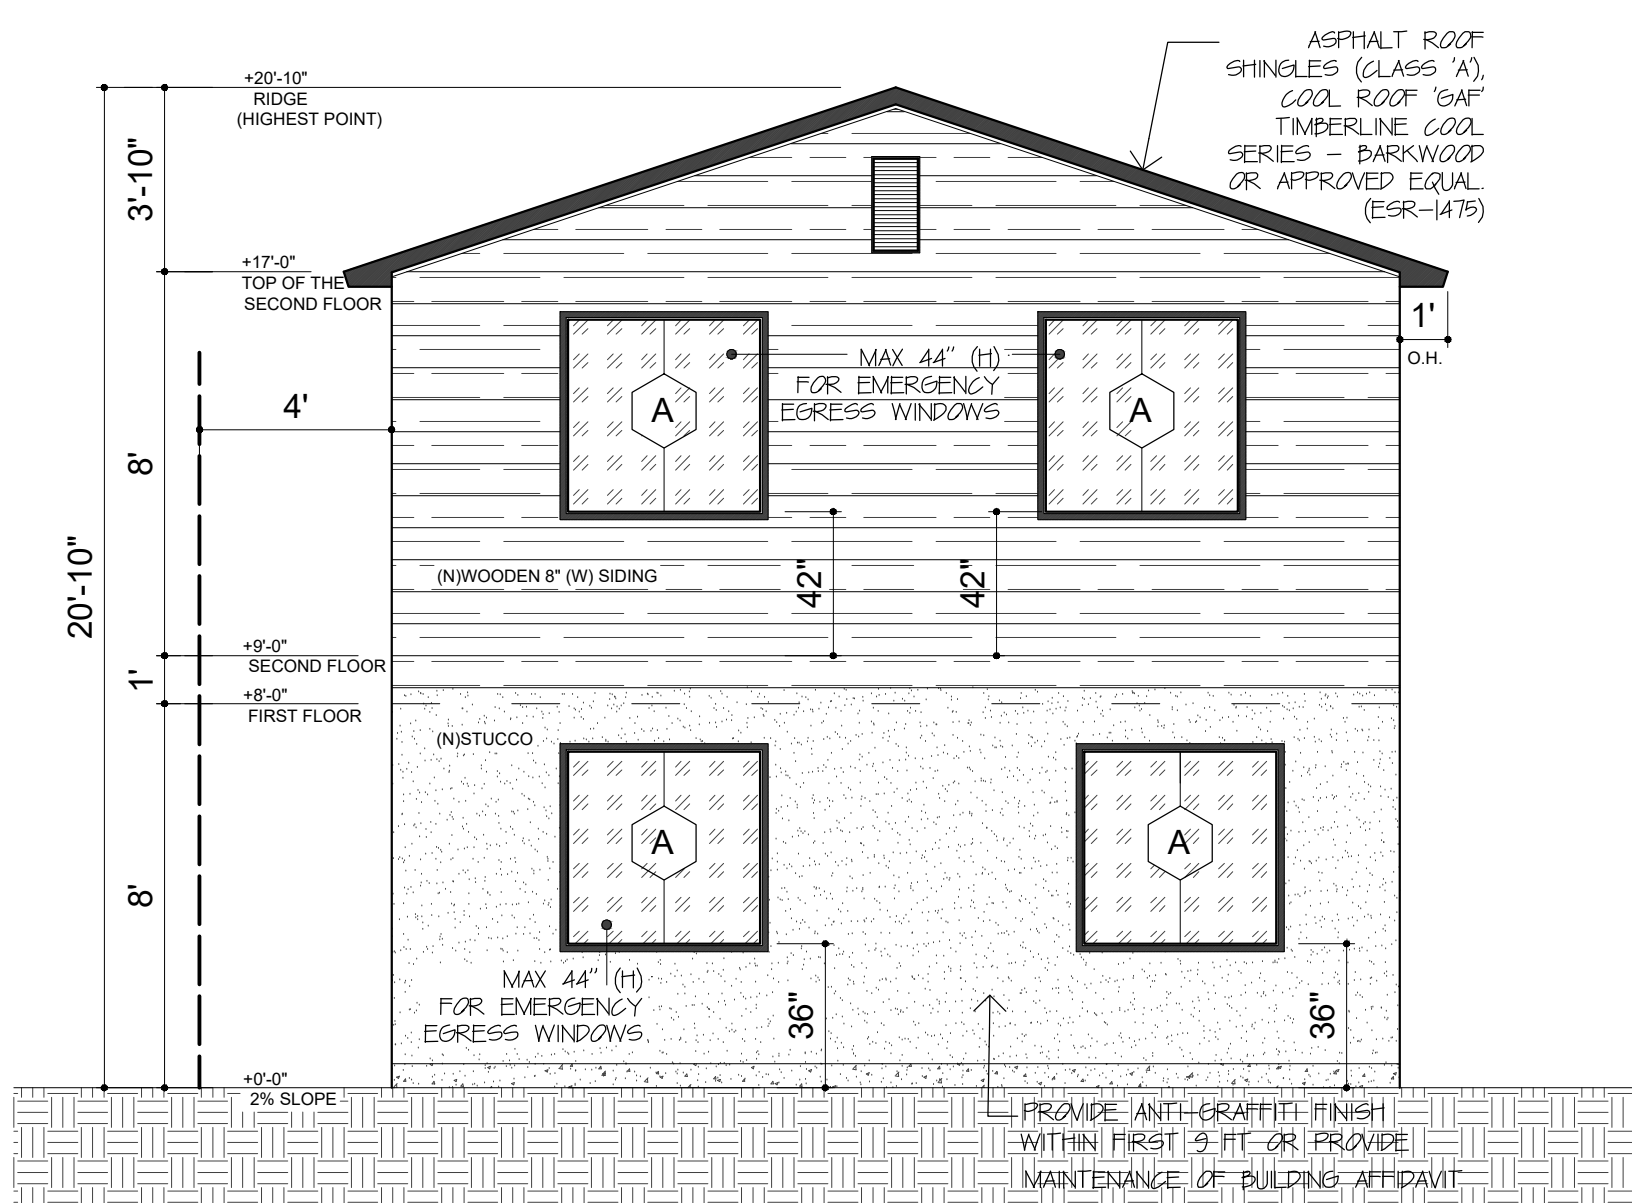 ASPHALT ROOF
SHINGLES (CLASS 'A'),
COOL ROOF 'GAF'
TIMBERLINE COOL
SERIES – BARKWOOD
OR APPROVED EQUAL.
(ESR–1475)
+20'-10"
RIDGE
(HIGHEST POINT)
3'-10"
+17'-0"
TOP OF THE
SECOND FLOOR
1'
O.H.
MAX 44" (H)
FOR EMERGENCY
EGRESS WINDOWS
A
A
4'
8'
20'-10"
42"
42"
(N)WOODEN 8" (W) SIDING
+9'-0"
SECOND FLOOR
1'
+8'-0"
FIRST FLOOR
(N)STUCCO
A
A
8'
MAX 44" (H)
FOR EMERGENCY
EGRESS WINDOWS
36"
36"
+0'-0"
2% SLOPE
PROVIDE ANTI–GRAFFITI FINISH
WITHIN FIRST 9 FT OR PROVIDE
MAINTENANCE OF BUILDING AFFIDAVIT